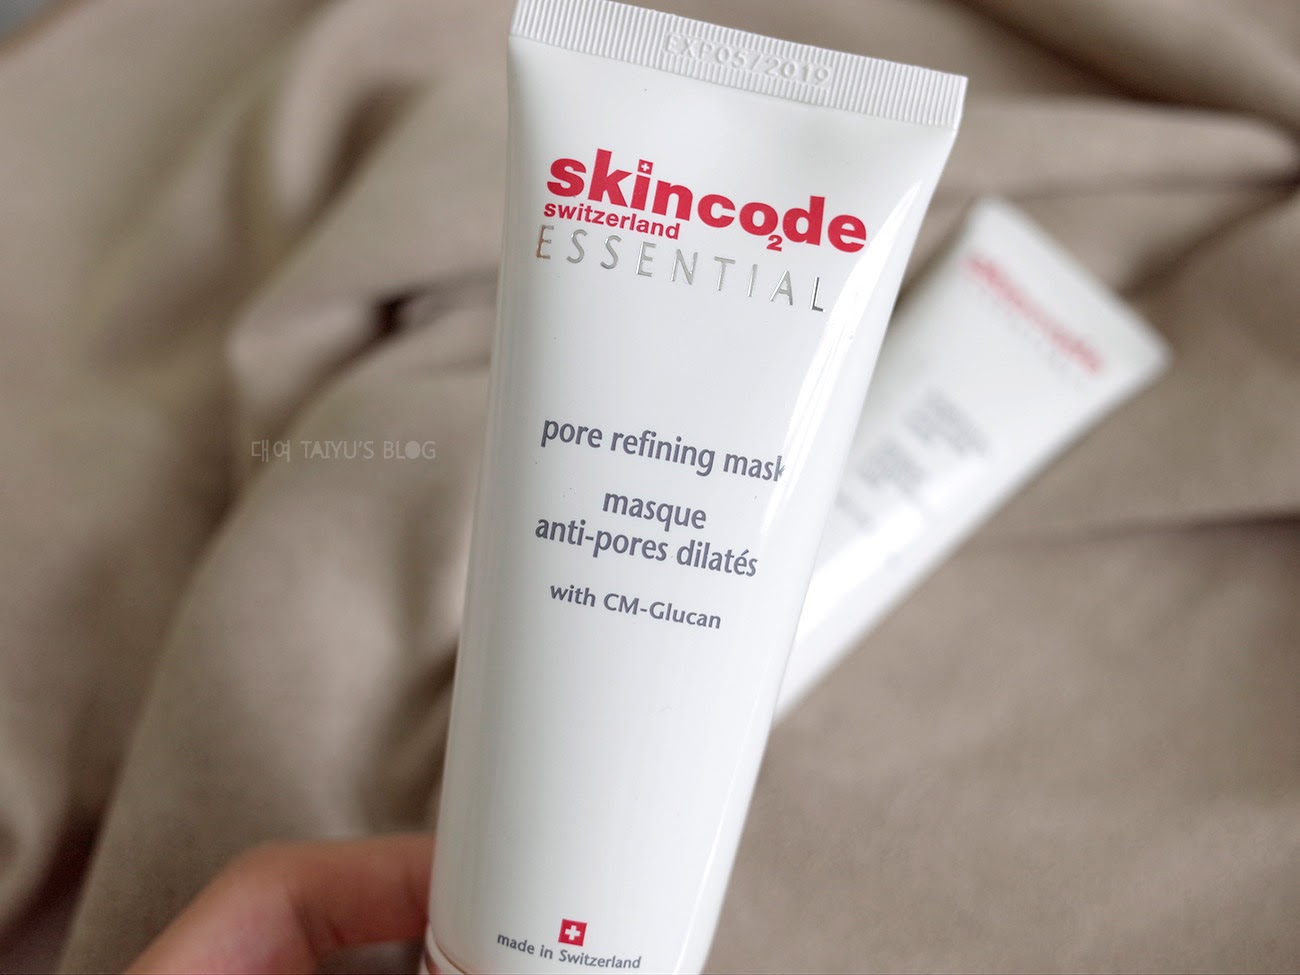 EXP05/2019
skinco2de
switzerland
ESSENTIAL
pore refining mask
masque
anti-pores dilatés
with CM-Glucan
made in Switzerland
대여 TAIYU'S BLOG
skincode